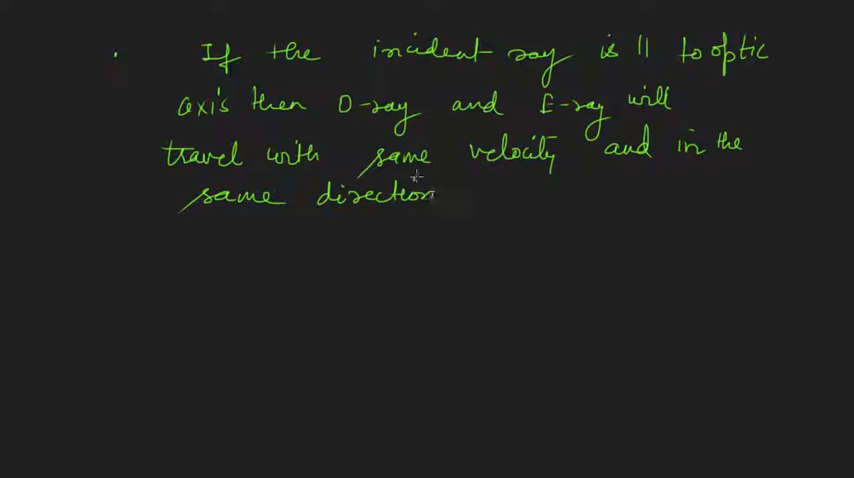 . If the incident ray is || to optic
axis then O-ray and E-ray will
travel with same velocity and in the
same direction